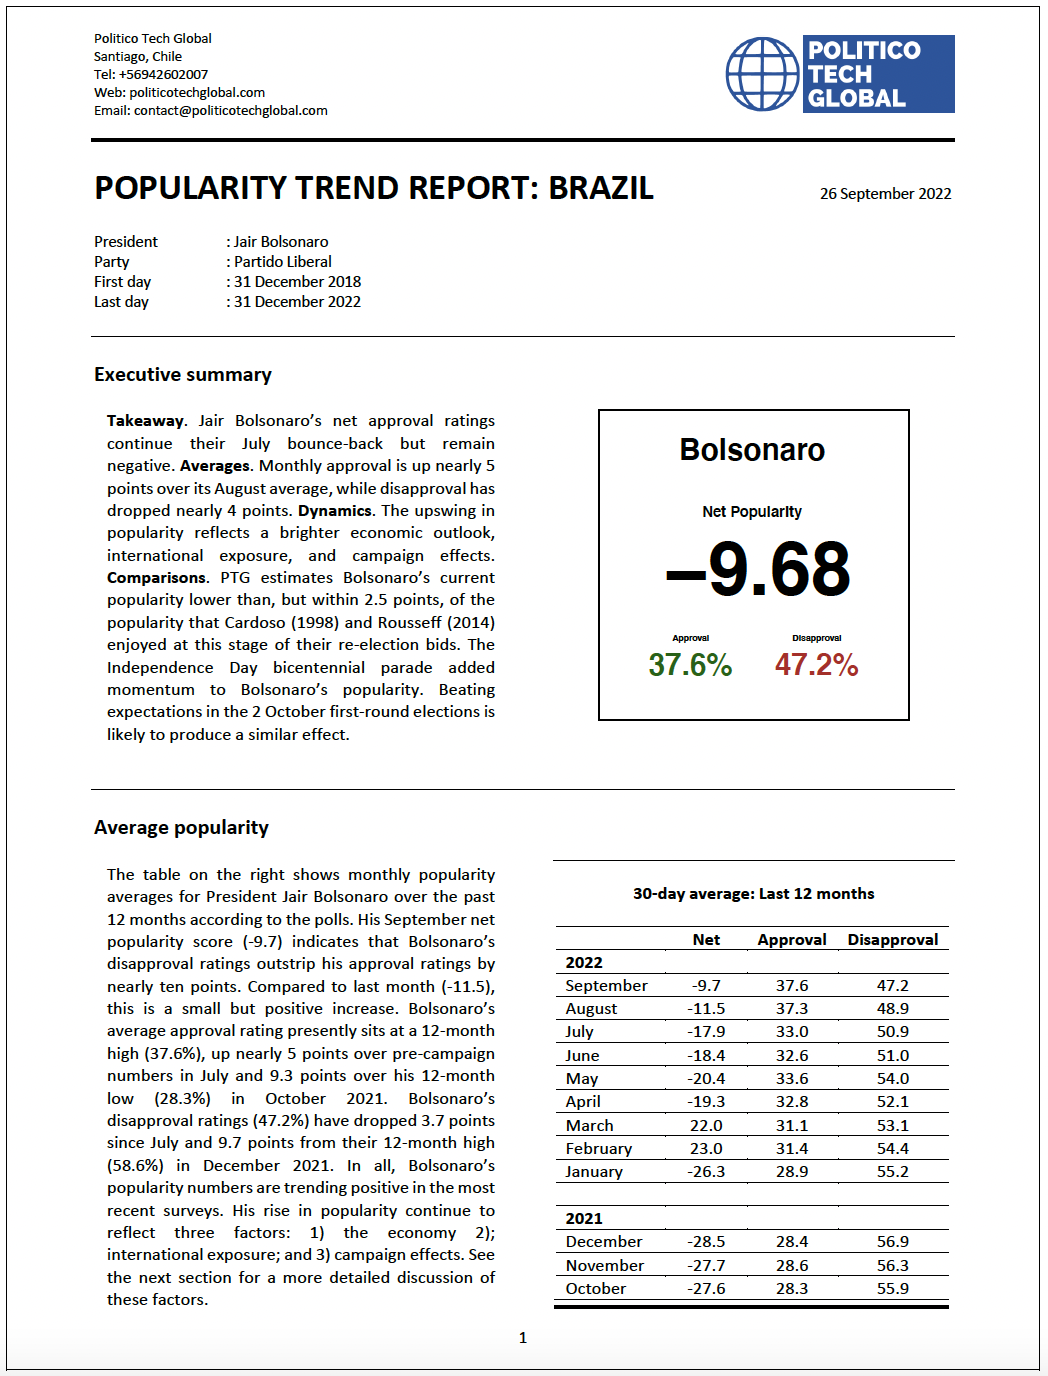 Politico Tech Global
Santiago, Chile
Tel: +56942602007
Web: politicotechglobal.com
Email: contact@politicotechglobal.com
POLITICO
TECH
GLOBAL
POPULARITY TREND REPORT: BRAZIL
26 September 2022
President : Jair Bolsonaro
Party : Partido Liberal
First day : 31 December 2018
Last day : 31 December 2022
Executive summary
Takeaway. Jair Bolsonaro’s net approval ratings
continue their July bounce-back but remain
negative. Averages. Monthly approval is up nearly 5
points over its August average, while disapproval has
dropped nearly 4 points. Dynamics. The upswing in
popularity reflects a brighter economic outlook,
international exposure, and campaign effects.
Comparisons. PTG estimates Bolsonaro’s current
popularity lower than, but within 2.5 points, of the
popularity that Cardoso (1998) and Rousseff (2014)
enjoyed at this stage of their re-election bids. The
Independence Day bicentennial parade added
momentum to Bolsonaro’s popularity. Beating
expectations in the 2 October first-round elections is
likely to produce a similar effect.
Bolsonaro
Net Popularity
–9.68
Approval Disapproval
37.6% 47.2%
Average popularity
The table on the right shows monthly popularity
averages for President Jair Bolsonaro over the past
12 months according to the polls. His September net
popularity score (-9.7) indicates that Bolsonaro’s
disapproval ratings outstrip his approval ratings by
nearly ten points. Compared to last month (-11.5),
this is a small but positive increase. Bolsonaro’s
average approval rating presently sits at a 12-month
high (37.6%), up nearly 5 points over pre-campaign
numbers in July and 9.3 points over his 12-month
low (28.3%) in October 2021. Bolsonaro’s
disapproval ratings (47.2%) have dropped 3.7 points
since July and 9.7 points from their 12-month high
(58.6%) in December 2021. In all, Bolsonaro’s
popularity numbers are trending positive in the most
recent surveys. His rise in popularity continue to
reflect three factors: 1) the economy 2);
international exposure; and 3) campaign effects. See
the next section for a more detailed discussion of
these factors.
30-day average: Last 12 months
Net Approval Disapproval
2022
September -9.7 37.6 47.2
August -11.5 37.3 48.9
July -17.9 33.0 50.9
June -18.4 32.6 51.0
May -20.4 33.6 54.0
April -19.3 32.8 52.1
March 22.0 31.1 53.1
February 23.0 31.4 54.4
January -26.3 28.9 55.2
2021
December -28.5 28.4 56.9
November -27.7 28.6 56.3
October -27.6 28.3 55.9
1